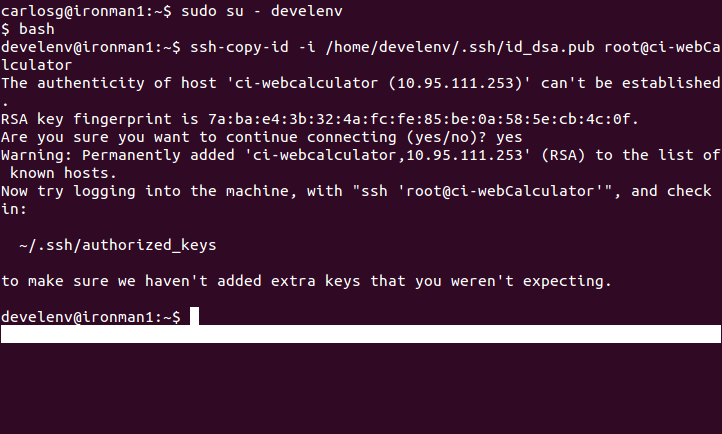 carlosg@ironman1:~$ sudo su - develenv
$ bash
develenv@ironman1:~$ ssh-copy-id -i /home/develenv/.ssh/id_dsa.pub root@ci-webCa
lculator
The authenticity of host 'ci-webcalculator (10.95.111.253)' can't be established
.
RSA key fingerprint is 7a:ba:e4:3b:32:4a:fc:fe:85:be:0a:58:5e:cb:4c:0f.
Are you sure you want to continue connecting (yes/no)? yes
Warning: Permanently added 'ci-webcalculator,10.95.111.253' (RSA) to the list of
 known hosts.
Now try logging into the machine, with "ssh 'root@ci-webCalculator'", and check
in:
  ~/.ssh/authorized_keys
to make sure we haven't added extra keys that you weren't expecting.
develenv@ironman1:~$